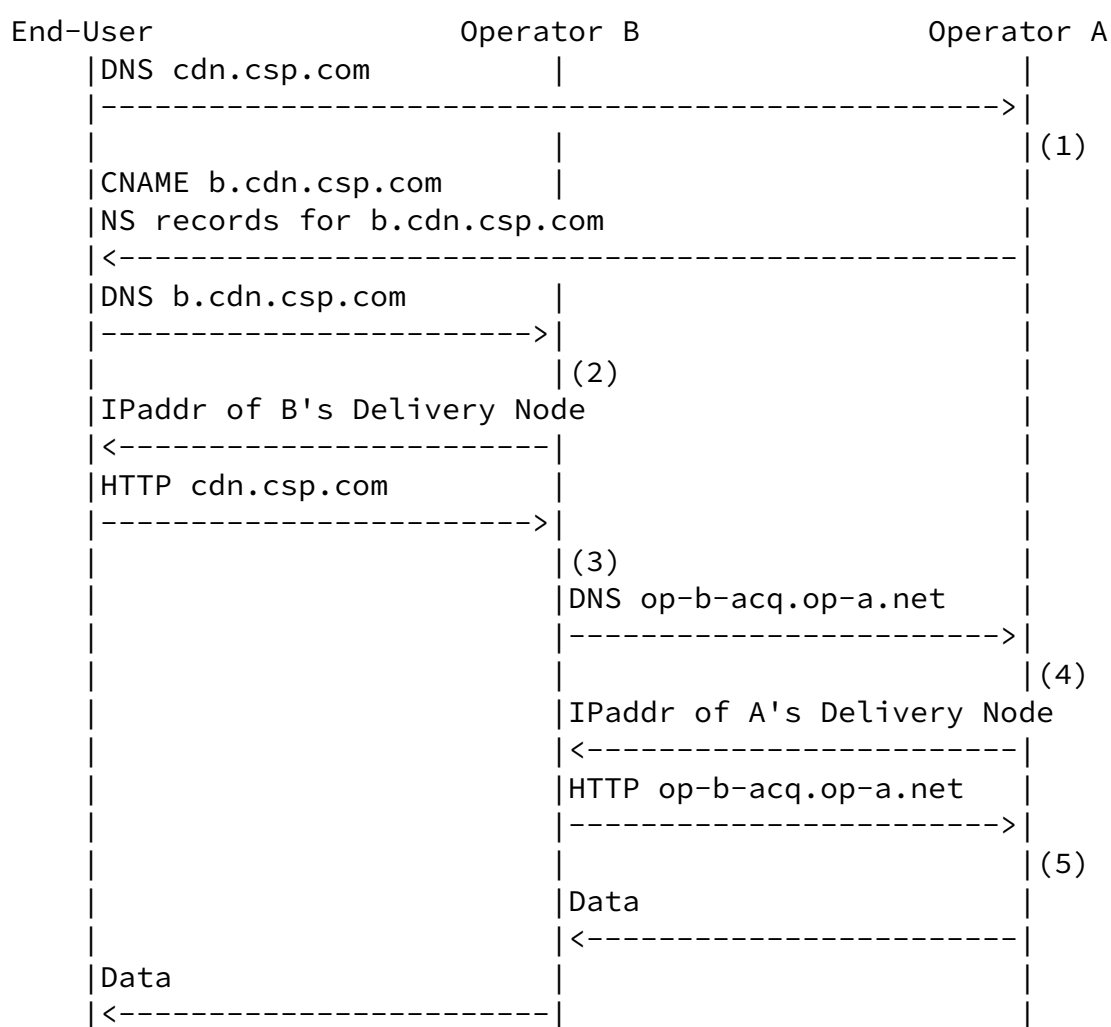 End-User Operator B Operator A
DNS cdn.csp.com
(1)
CNAME b.cdn.csp.com
NS records for b.cdn.csp.com
DNS b.cdn.csp.com
(2)
IPaddr of B's Delivery Node
HTTP cdn.csp.com
(3)
DNS op-b-acq.op-a.net
(4)
IPaddr of A's Delivery Node
HTTP op-b-acq.op-a.net
(5)
Data
Data